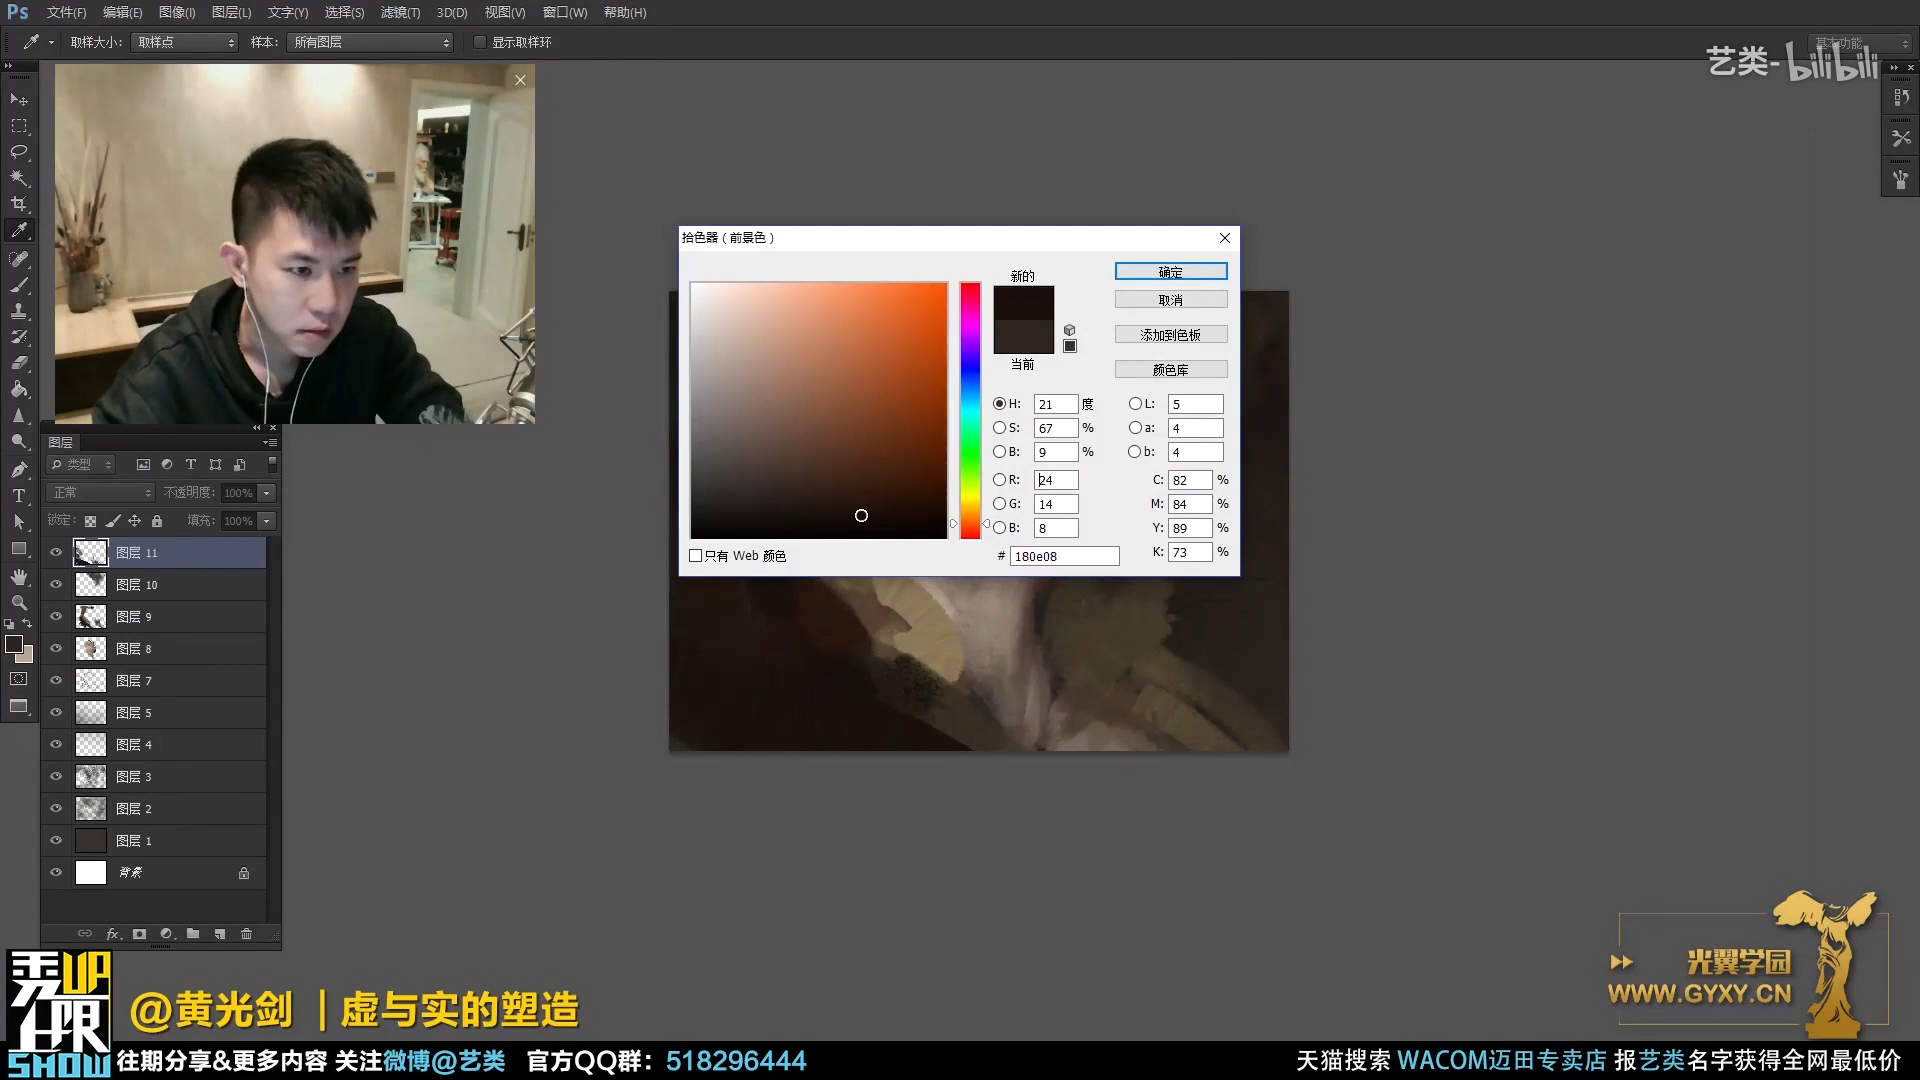 Ps 文件(F) 编辑(E) 图像(I) 图层(L) 文字(Y) 选择(S) 滤镜(T) 3D(D) 视图(V) 窗口(W) 帮助(H)
取样大小: 取样点 样本: 所有图层 显示取样环
基本功能
艺类-bilibili
拾色器 ( 前景色 )
新的
当前
确定
取消
添加到色板
颜色库
H: 21 度
S: 67 %
B: 9 %
R: 24
G: 14
B: 8
L: 5
a: 4
b: 4
C: 82 %
M: 84 %
Y: 89 %
K: 73 %
# 180e08
只有 Web 颜色
图层
类型
正常 不透明度: 100%
锁定: 填充: 100%
图层 11
图层 10
图层 9
图层 8
图层 7
图层 5
图层 4
图层 3
图层 2
图层 1
背景
fx
光翼学园
WWW.GYXY.CN
UP
SHOW
@黄光剑 | 虚与实的塑造
往期分享&更多内容 关注微博@艺类 官方QQ群: 518296444
天猫搜索 WACOM迈田专卖店 报艺类名字获得全网最低价